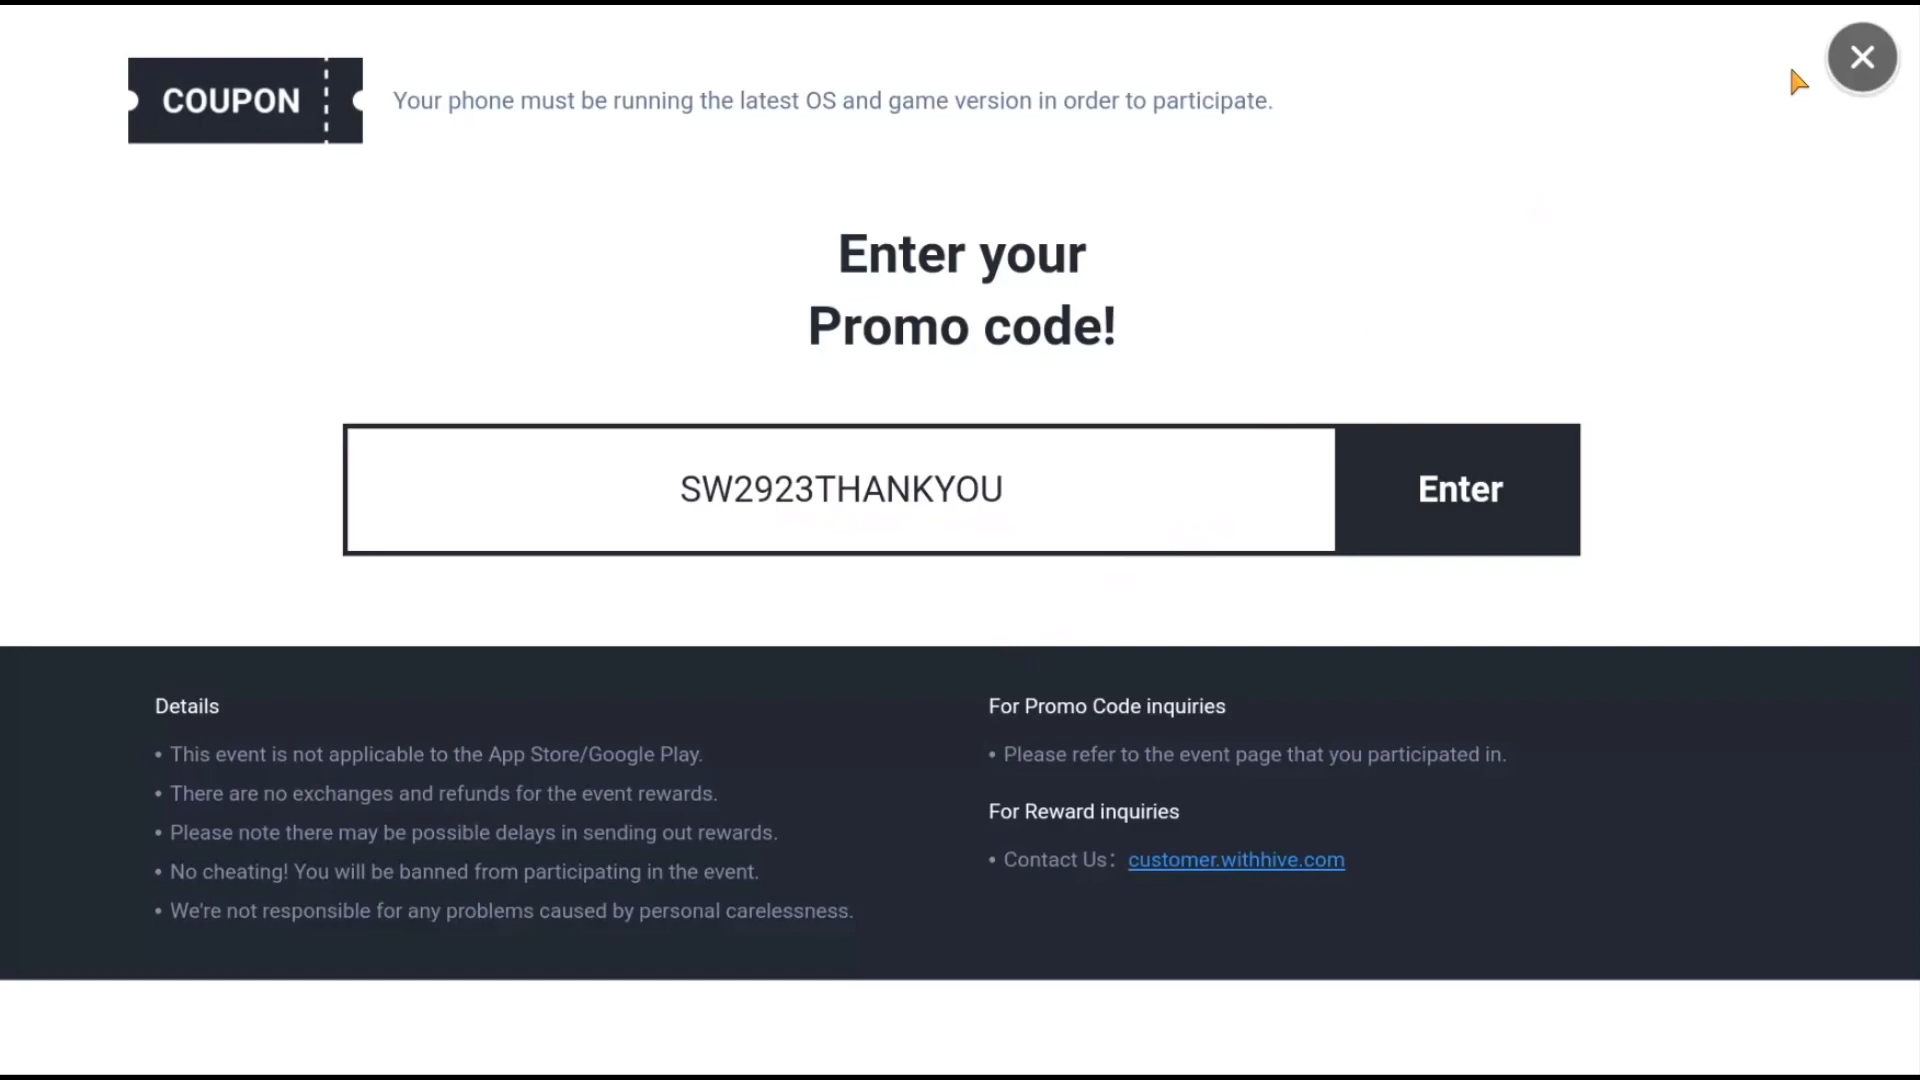 COUPON
Your phone must be running the latest OS and game version in order to participate.
Enter your
Promo code!
SW2923THANKYOU
Enter
Details
• This event is not applicable to the App Store/Google Play.
• There are no exchanges and refunds for the event rewards.
• Please note there may be possible delays in sending out rewards.
• No cheating! You will be banned from participating in the event.
• We're not responsible for any problems caused by personal carelessness.
For Promo Code inquiries
• Please refer to the event page that you participated in.
For Reward inquiries
• Contact Us : customer.withhive.com